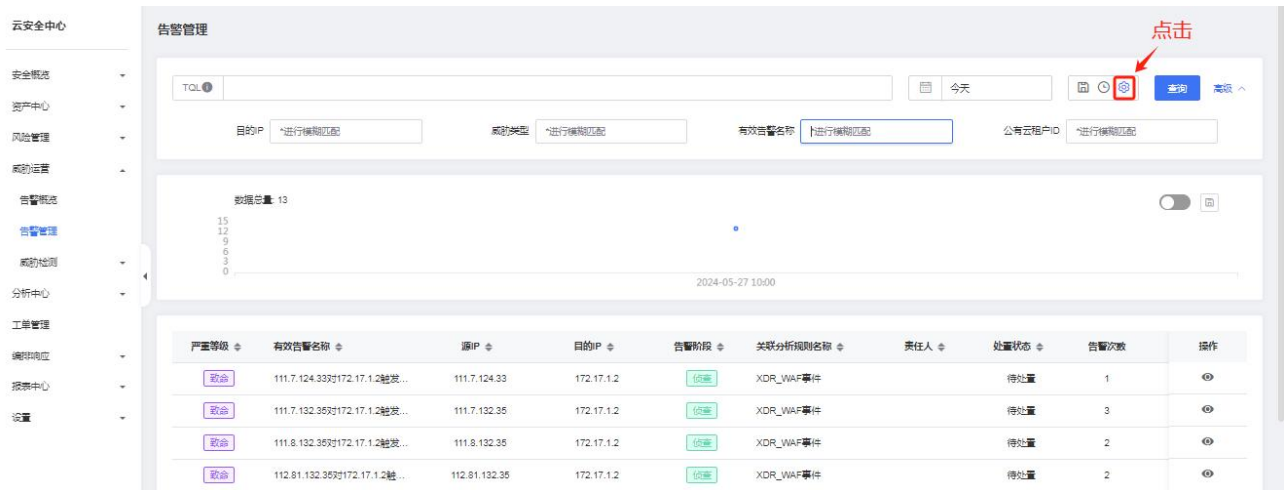 云安全中心
告警管理
点击
安全概览
资产中心
风险管理
威胁运营
告警概览
告警管理
威胁检测
分析中心
工单管理
编排响应
报表中心
设置
TQL
今天
查询
高级
目的IP *进行模糊匹配
威胁类型 *进行模糊匹配
有效告警名称 *进行模糊匹配
公有云租户ID *进行模糊匹配
数据总量: 13
15
12
9
6
3
0
2024-05-27 10:00
严重等级 有效告警名称 源IP 目的IP 告警阶段 关联分析规则名称 责任人 处置状态 告警次数 操作
致命 111.7.124.33对172.17.1.2触发... 111.7.124.33 172.17.1.2 侦查 XDR_WAF事件 待处置 1
致命 111.7.132.35对172.17.1.2触发... 111.7.132.35 172.17.1.2 侦查 XDR_WAF事件 待处置 3
致命 111.8.132.35对172.17.1.2触发... 111.8.132.35 172.17.1.2 侦查 XDR_WAF事件 待处置 2
致命 112.81.132.35对172.17.1.2触... 112.81.132.35 172.17.1.2 侦查 XDR_WAF事件 待处置 2